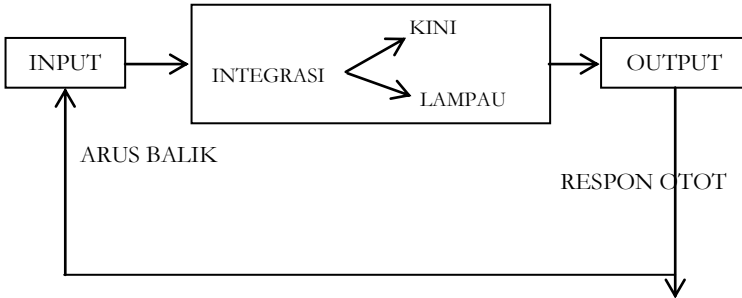 KINI
INPUT
INTEGRASI
OUTPUT
LAMPAU
ARUS BALIK
RESPON OTOT